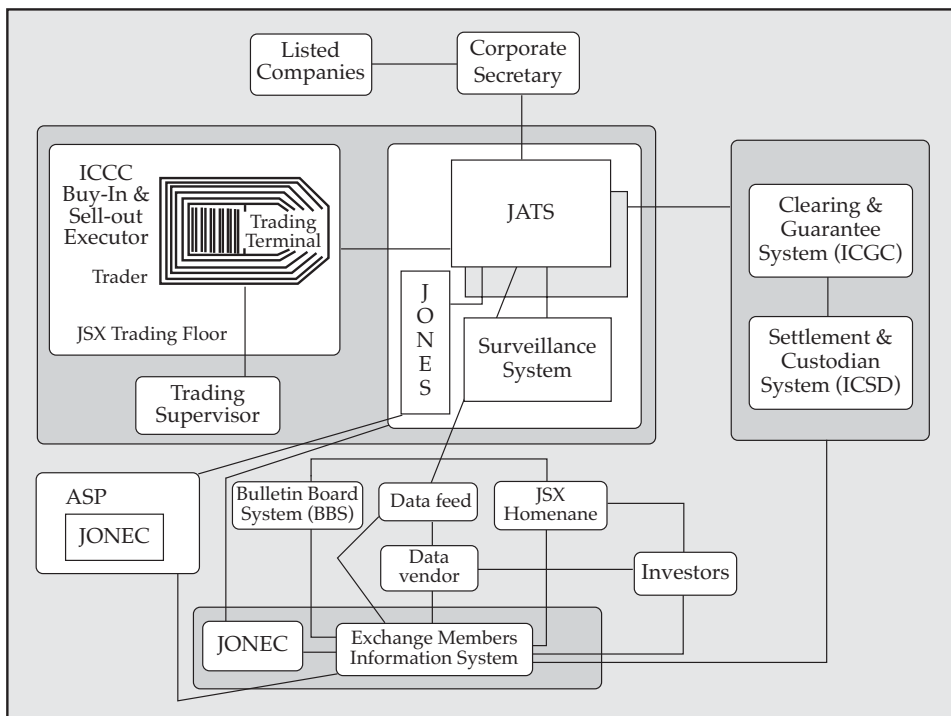 Listed
Companies
Corporate
Secretary
ICCC
Buy-In &
Sell-out
Executor
Trading
Terminal
Trader
JSX Trading Floor
Trading
Supervisor
JATS
J
O
N
E
S
Surveillance
System
Clearing &
Guarantee
System (ICGC)
Settlement &
Custodian
System (ICSD)
ASP
JONEC
Bulletin Board
System (BBS)
Data feed
JSX
Homenane
Data
vendor
Investors
JONEC
Exchange Members
Information System